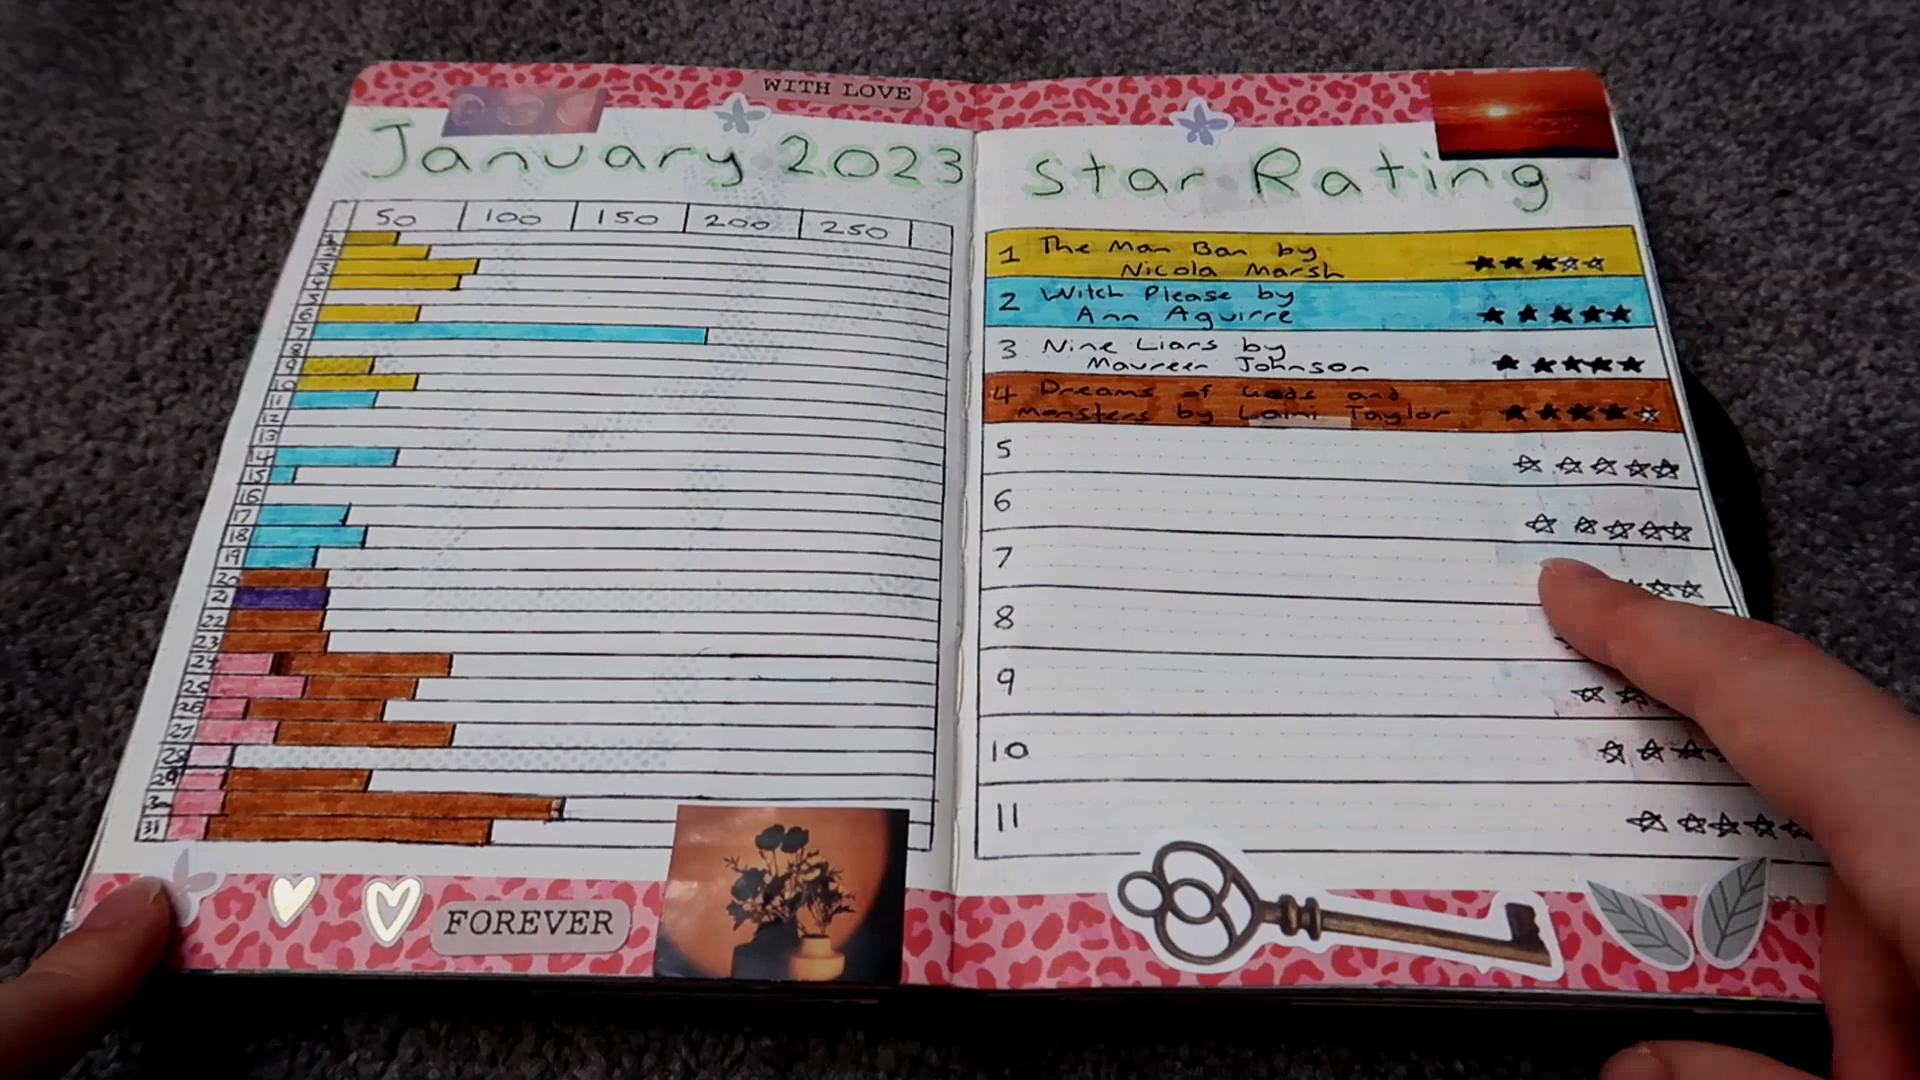 WITH LOVE
January 2023
50 100 150 200 250
1
2
3
4
5
6
7
8
9
10
11
12
13
14
15
16
17
18
19
20
21
22
23
24
25
26
27
28
29
30
31
FOREVER
Star Rating
1 The Man Ban by
Nicola Marsh
2 Witch Please by
Ann Aguirre
3 Nine Liars by
Maureen Johnson
4 Dreams of Gods and
Monsters by Laini Taylor
5
6
7
8
9
10
11